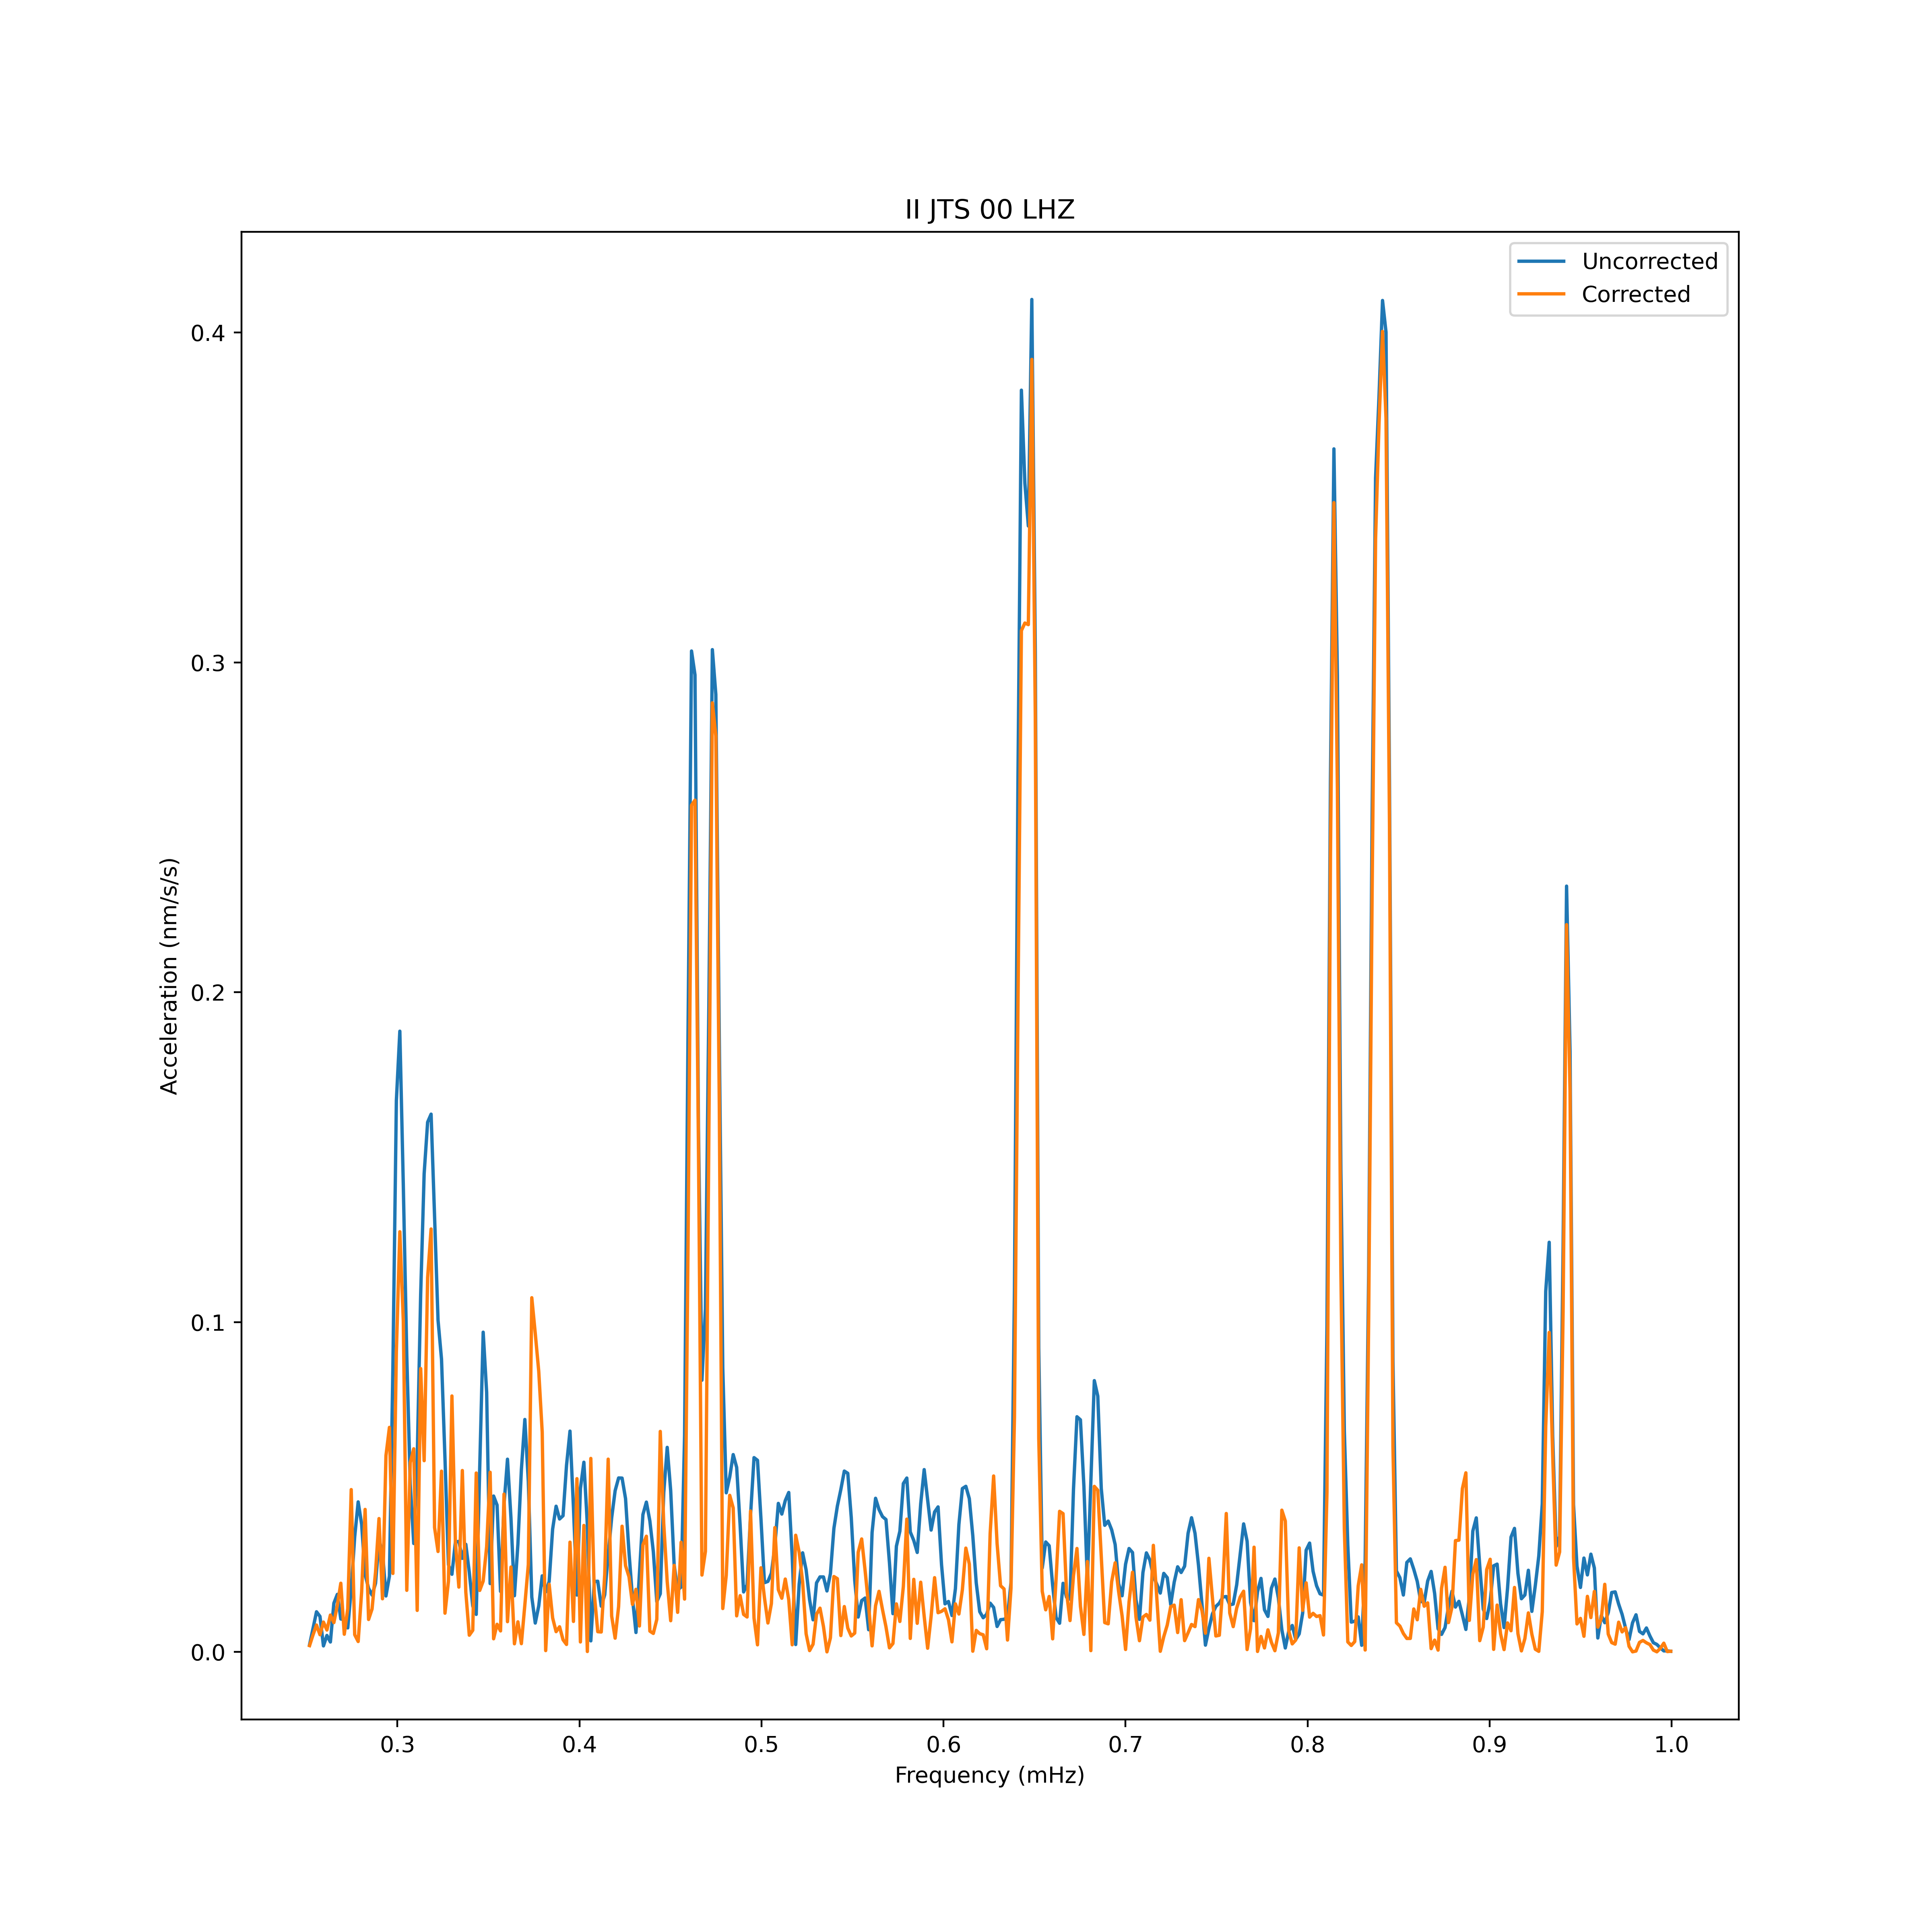 II JTS 00 LHZ
Uncorrected
Corrected
0.4
0.3
0.2
0.1
0.0
Acceleration (nm/s/s)
0.3 0.4 0.5 0.6 0.7 0.8 0.9 1.0
Frequency (mHz)